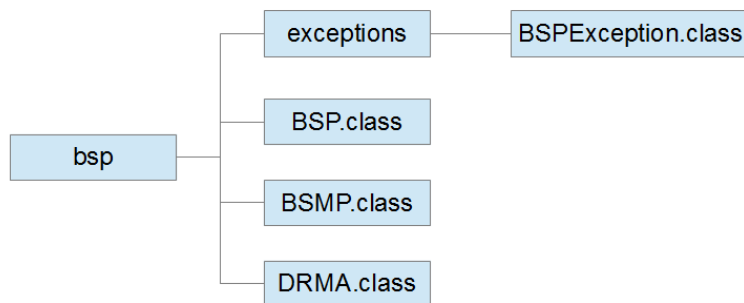 exceptions
BSPException.class
BSP.class
bsp
BSMP.class
DRMA.class